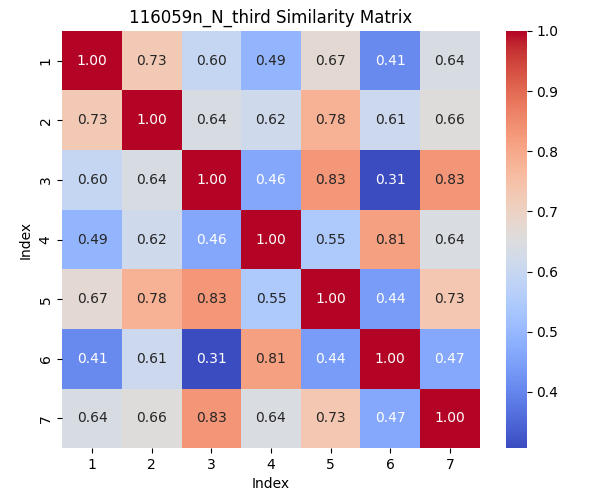 116059n_N_third Similarity Matrix
1 1.00 0.73 0.60 0.49 0.67 0.41 0.64
2 0.73 1.00 0.64 0.62 0.78 0.61 0.66
3 0.60 0.64 1.00 0.46 0.83 0.31 0.83
4 0.49 0.62 0.46 1.00 0.55 0.81 0.64
5 0.67 0.78 0.83 0.55 1.00 0.44 0.73
6 0.41 0.61 0.31 0.81 0.44 1.00 0.47
7 0.64 0.66 0.83 0.64 0.73 0.47 1.00
1 2 3 4 5 6 7
Index
Index
1.0
0.9
0.8
0.7
0.6
0.5
0.4